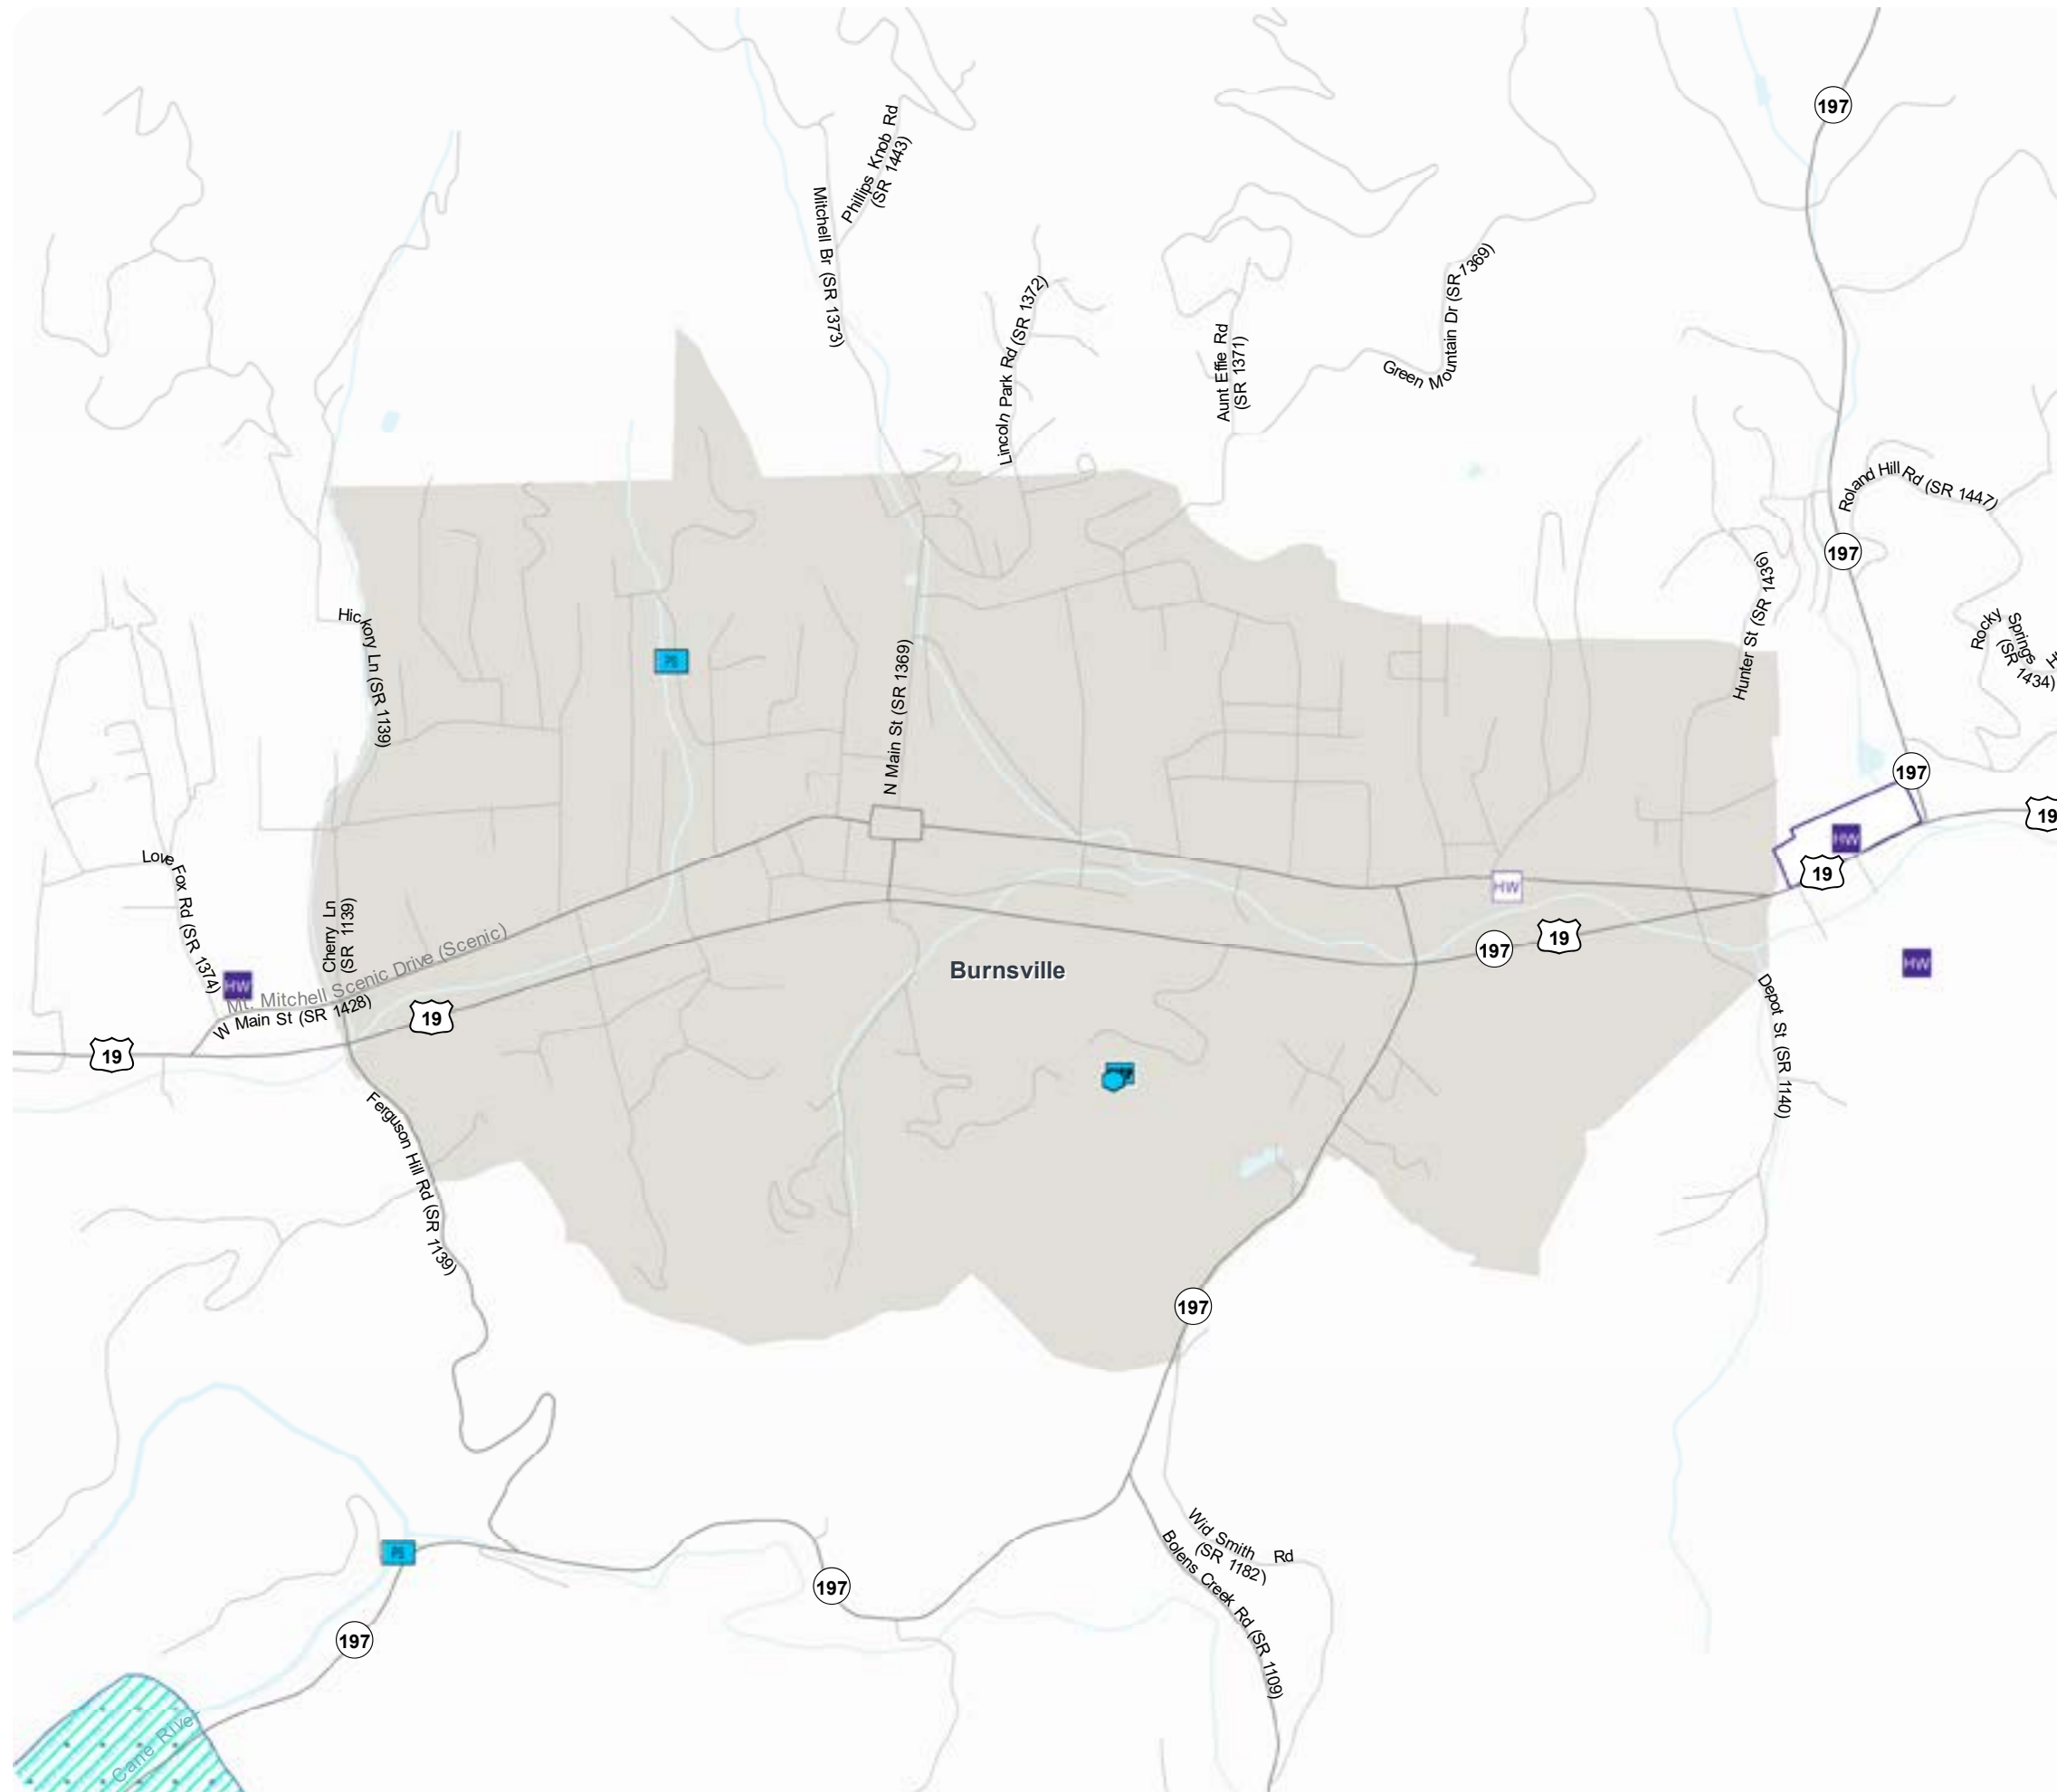 197
Phillips Knob Rd
(SR 1443)
Mitchell Br (SR 1373)
Lincoln Park Rd (SR 1372)
Aunt Effie Rd
(SR 1371)
Green Mountain Dr (SR 1369)
Roland Hill Rd (SR 1447)
197
Hunter St (SR 1436)
Rocky
Springs
(SR
1434)
Hickory Ln (SR 1139)
PS
N Main St (SR 1369)
197
19
HW
19
HW
Love Fox Rd (SR 1374)
Cherry Ln
(SR 1139)
Mt. Mitchell Scenic Drive (Scenic)
HW
W Main St (SR 1428)
19
19
197
19
HW
Burnsville
Depot St (SR 1140)
Ferguson Hill Rd (SR 1139)
197
Wid Smith Rd
(SR 1182)
Bolens Creek Rd (SR 1109)
PS
197
197
Cane River